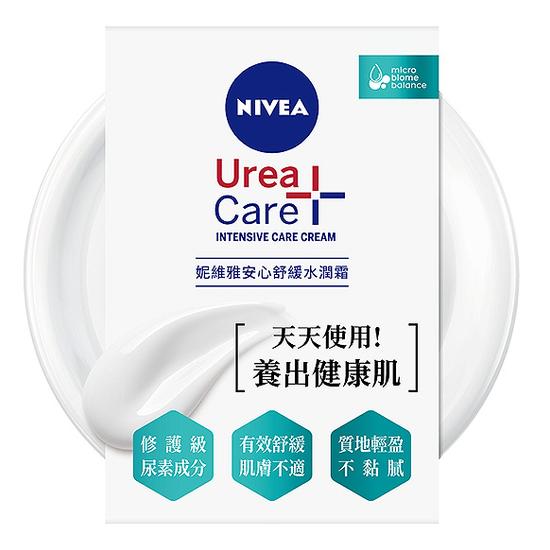 micro
biome
balance
NIVEA
Urea
Care+
INTENSIVE CARE CREAM
妮維雅安心舒緩水潤霜
天天使用!
養出健康肌
修護級
尿素成分
有效舒緩
肌膚不適
質地輕盈
不黏膩